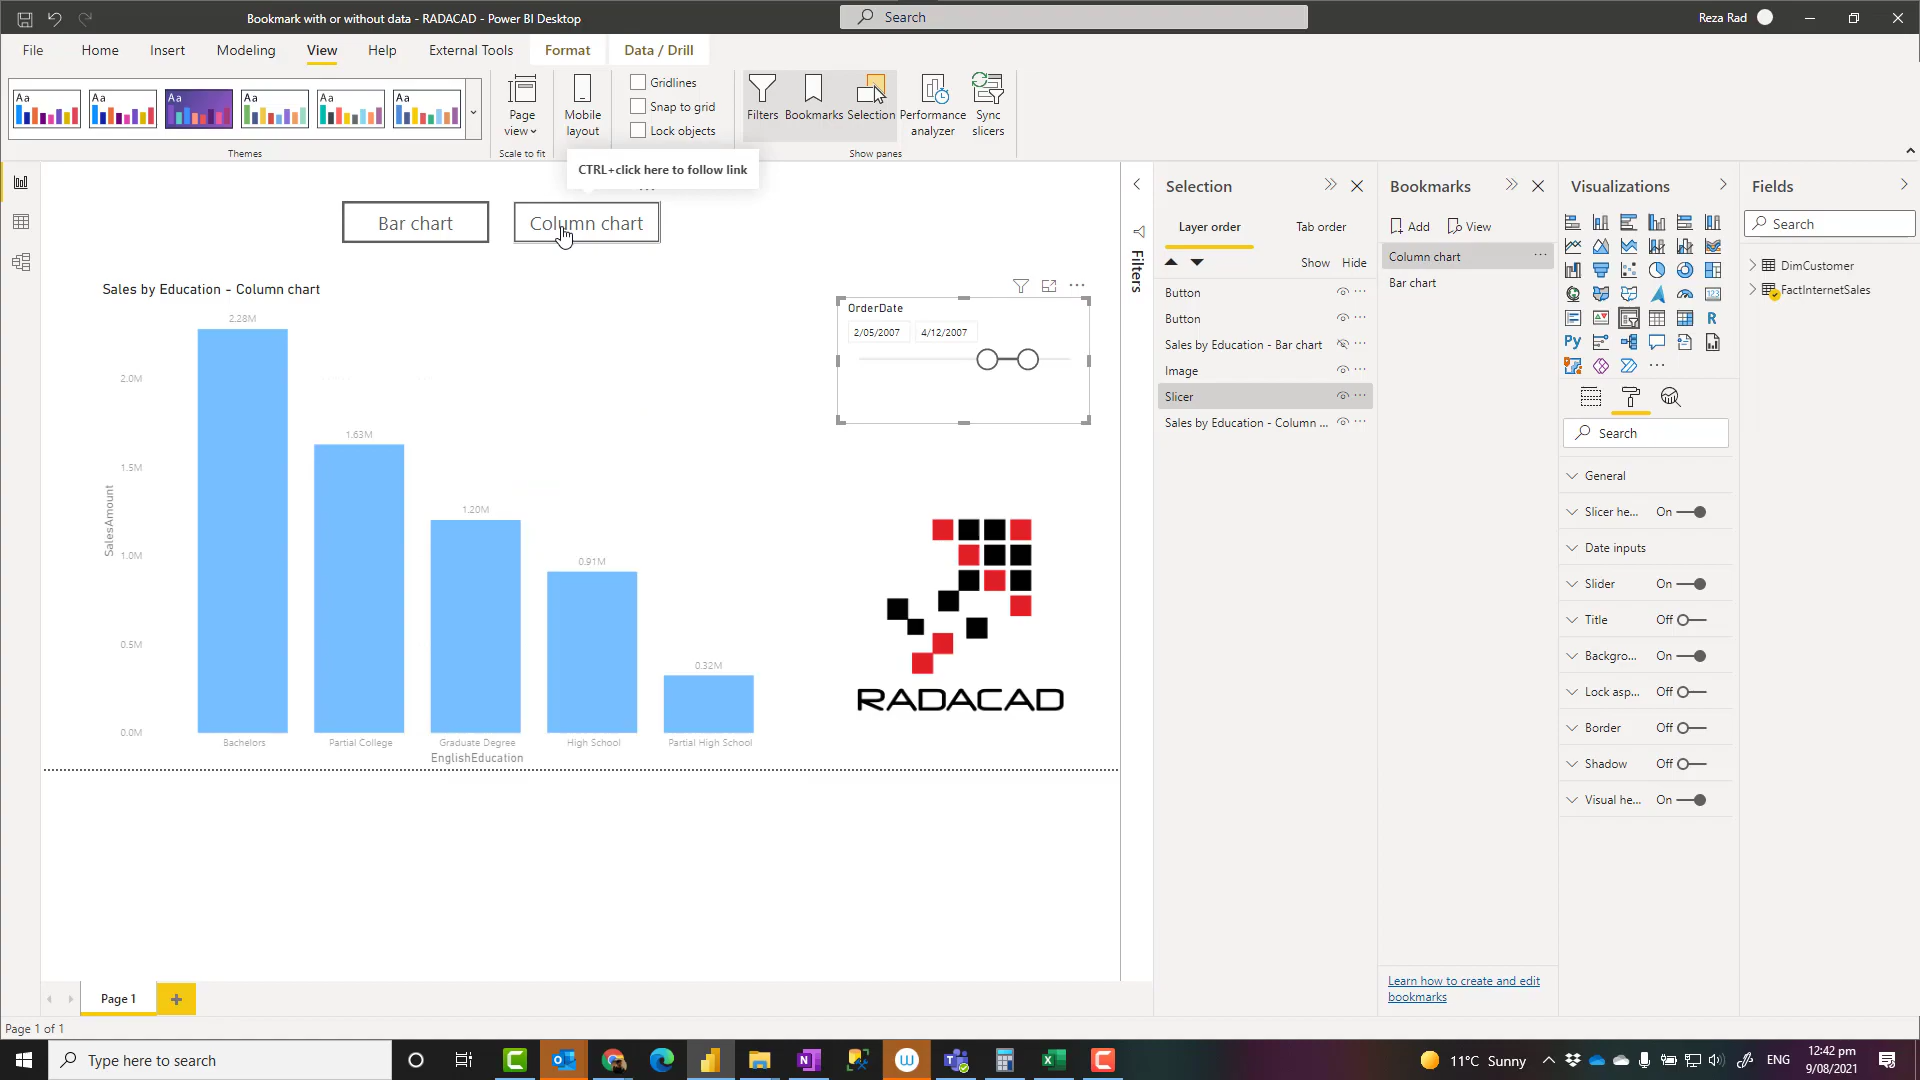 Bookmark with or without data - RADACAD - Power BI Desktop
Search
Reza Rad
File
Home
Insert
Modeling
View
Help
External Tools
Format
Data / Drill
Aa
Aa
Aa
Aa
Aa
Aa
Page view
Mobile layout
Gridlines
Snap to grid
Lock objects
Filters
Bookmarks
Selection
Performance analyzer
Sync slicers
Themes
Scale to fit
Show panes
CTRL+click here to follow link
Bar chart
Column chart
Sales by Education - Column chart
2.28M
2.0M
1.63M
1.5M
1.20M
1.0M
0.91M
0.5M
0.32M
0.0M
SalesAmount
Bachelors
Partial College
Graduate Degree
High School
Partial High School
EnglishEducation
OrderDate
2/05/2007
4/12/2007
RADACAD
Filters
Selection
Layer order
Tab order
Show
Hide
Button
Button
Sales by Education - Bar chart
Image
Slicer
Sales by Education - Column ...
Bookmarks
Add
View
Column chart
Bar chart
Learn how to create and edit
bookmarks
Visualizations
R
Py
Search
General
Slicer he... On
Date inputs
Slider On
Title Off
Backgro... On
Lock asp... Off
Border Off
Shadow Off
Visual he... On
Fields
Search
DimCustomer
FactInternetSales
Page 1
Page 1 of 1
Type here to search
11°C Sunny
ENG
12:42 pm
9/08/2021